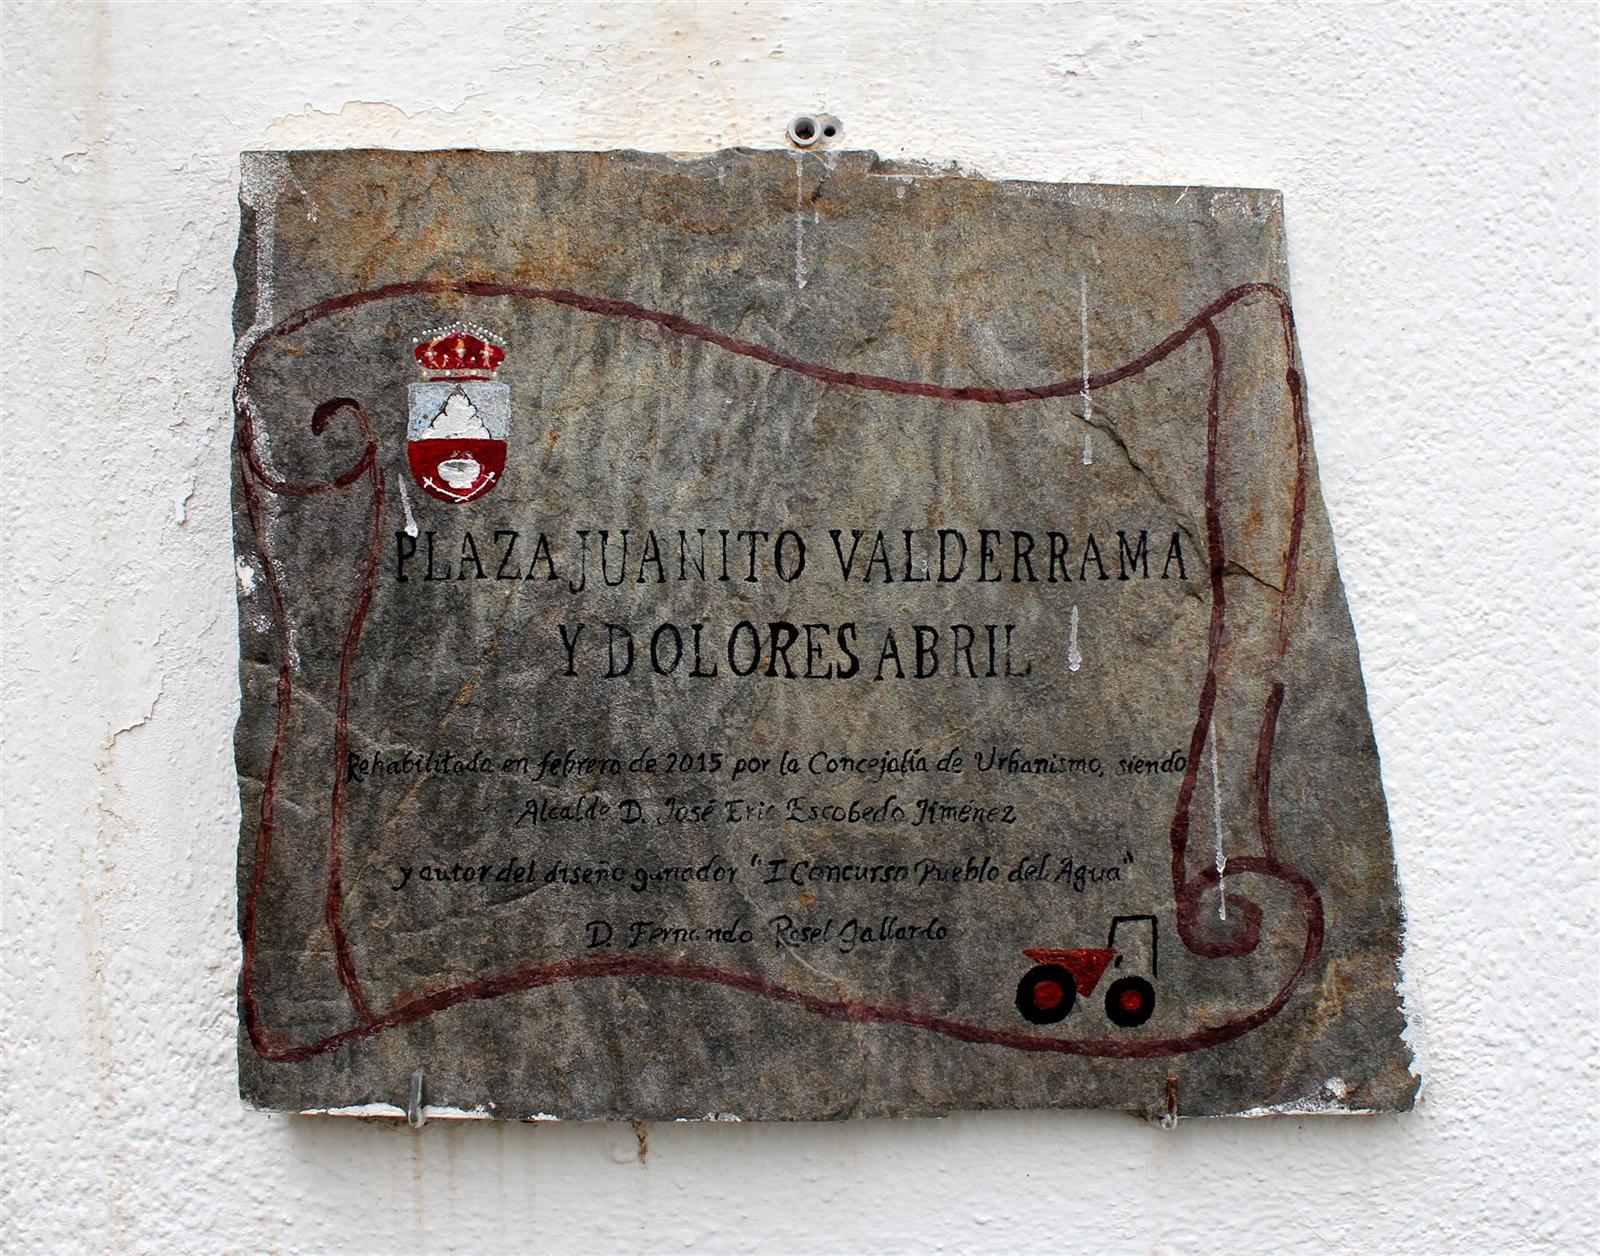 PLAZA JUANITO VALDERRAMA
Y DOLORES ABRIL
Rehabilitada en febrero de 2015 por la Concejalía de Urbanismo, siendo
Alcalde D. José Eric Escobedo Jiménez
y autor del diseño ganador "I Concurso Pueblo del Agua"
D. Fernando Rosel Gallardo